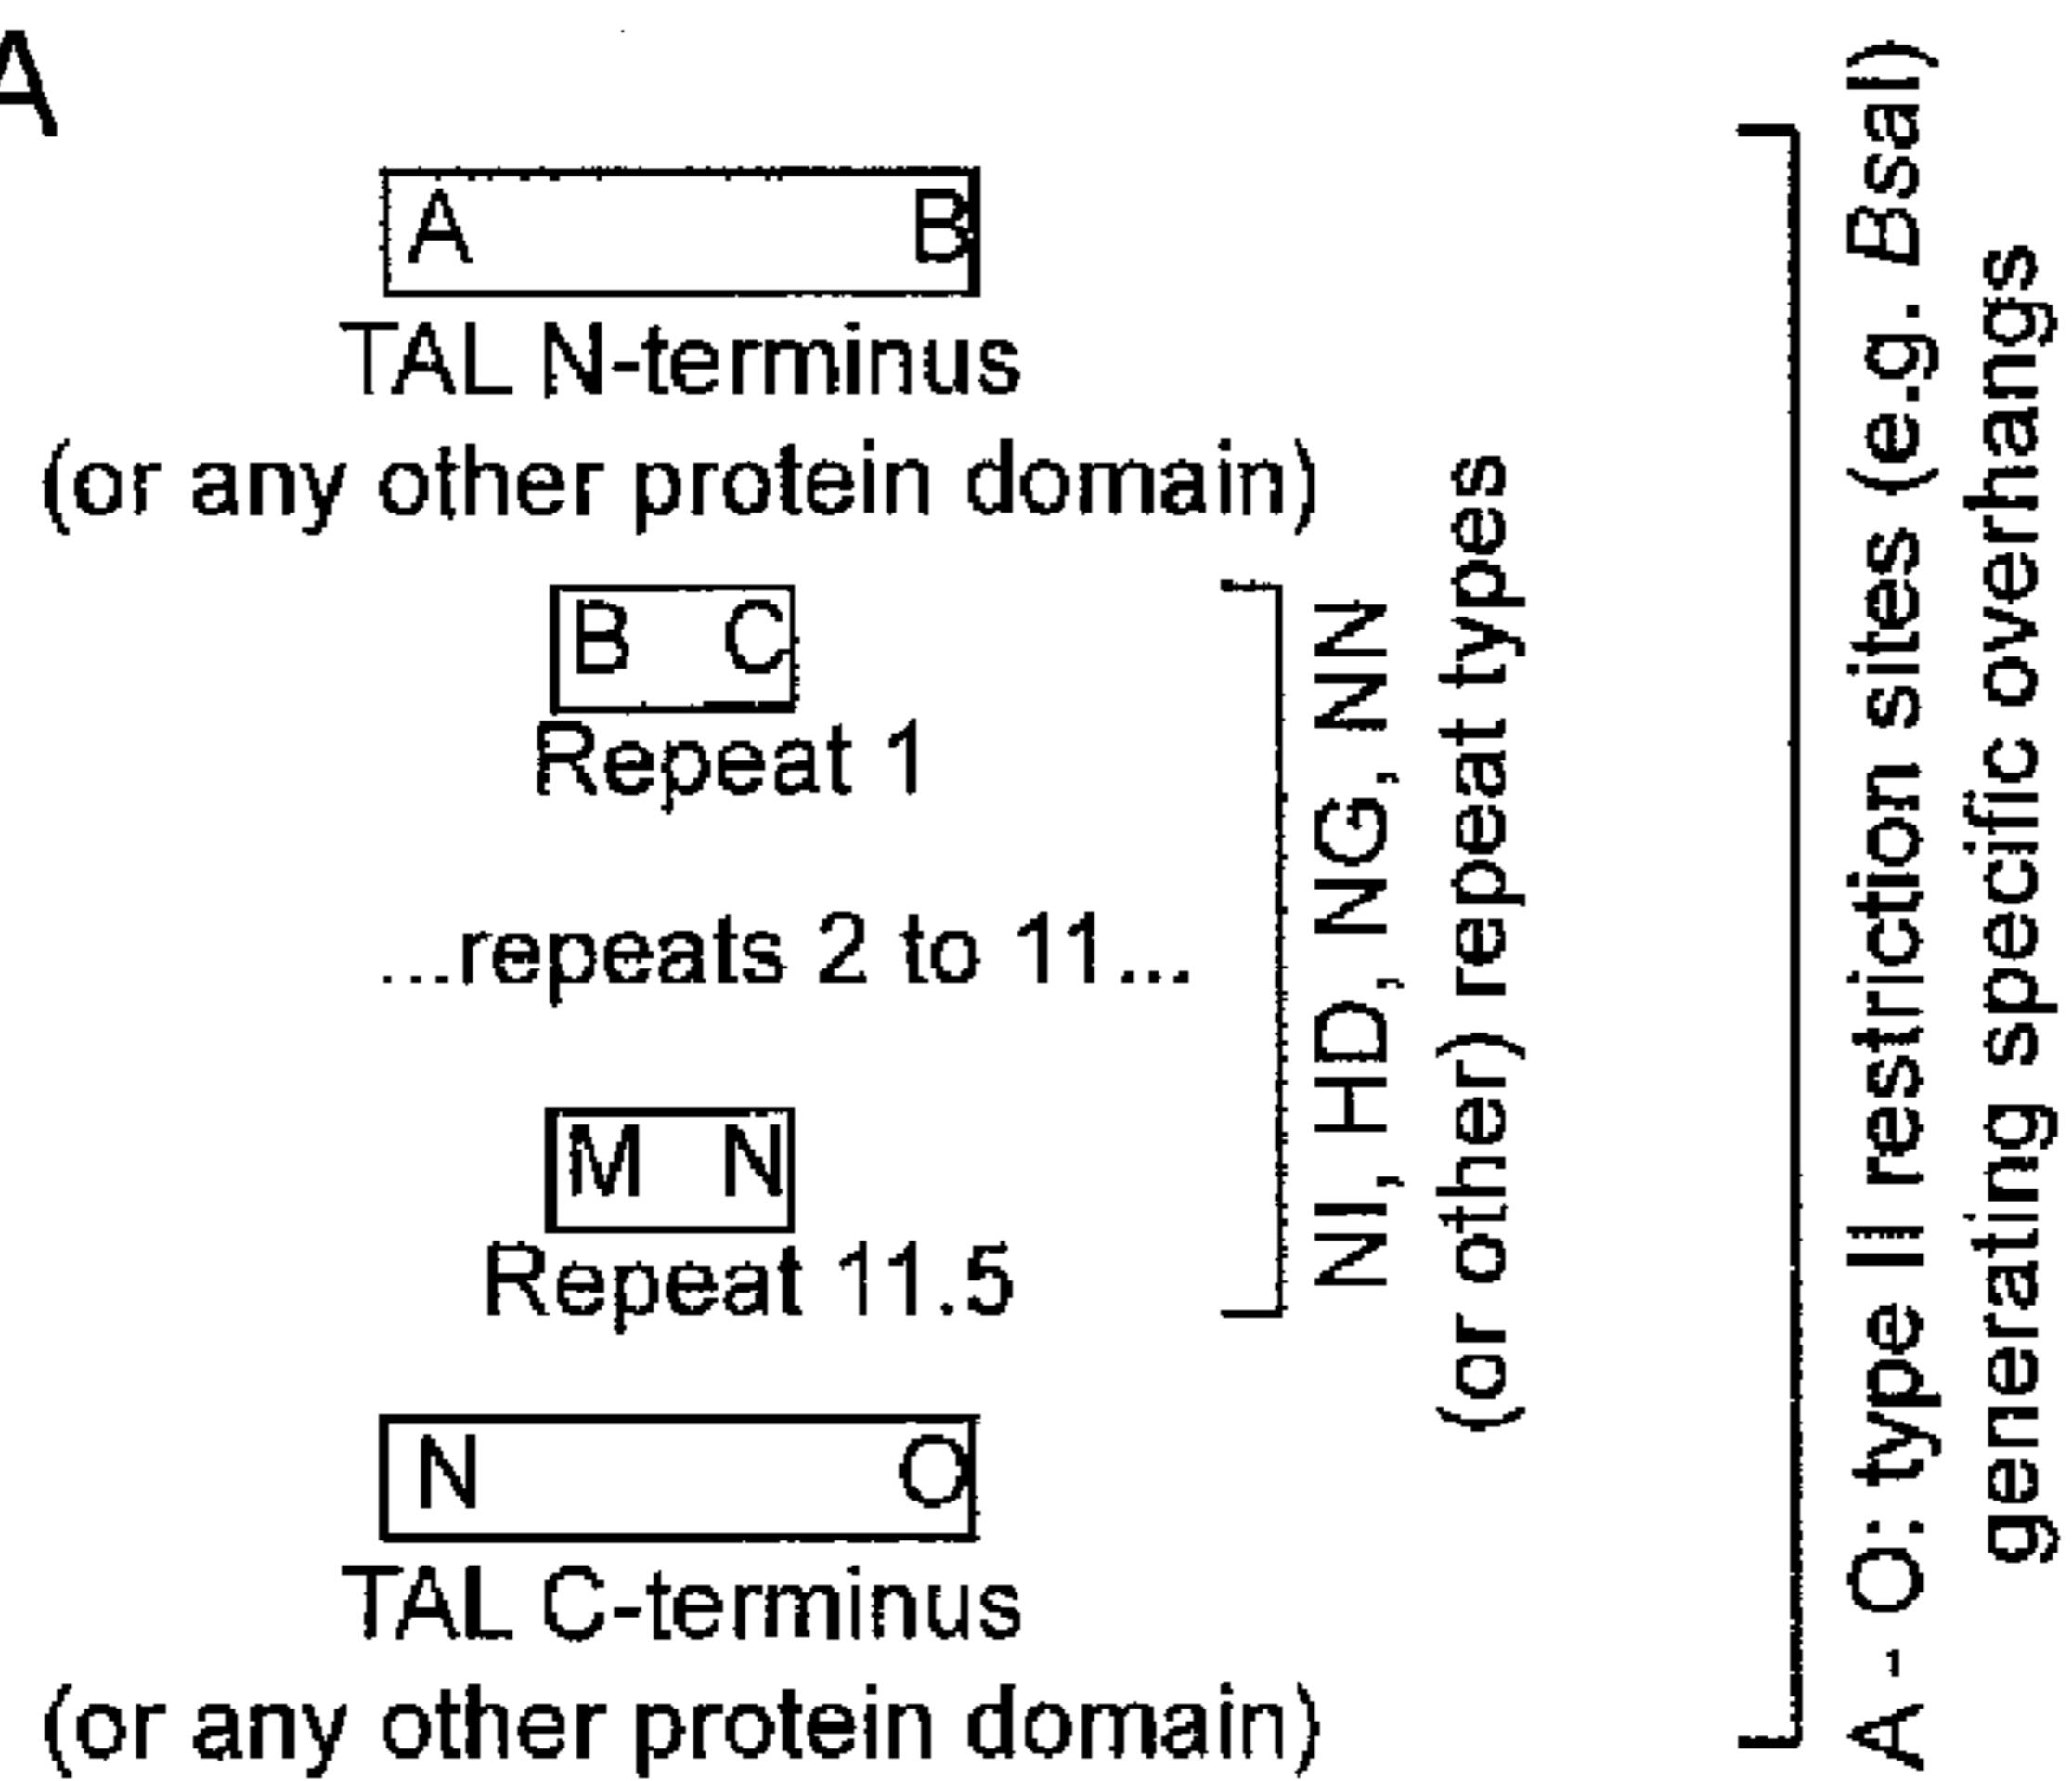 A
A B
TAL N-terminus
(or any other protein domain)
B C
Repeat 1
...repeats 2 to 11...
M N
Repeat 11.5
N O
TAL C-terminus
(or any other protein domain)
NI, HD, NG, NN
(or other) repeat types
A - O: type II restriction sites (e.g. BsaI)
generating specific overhangs